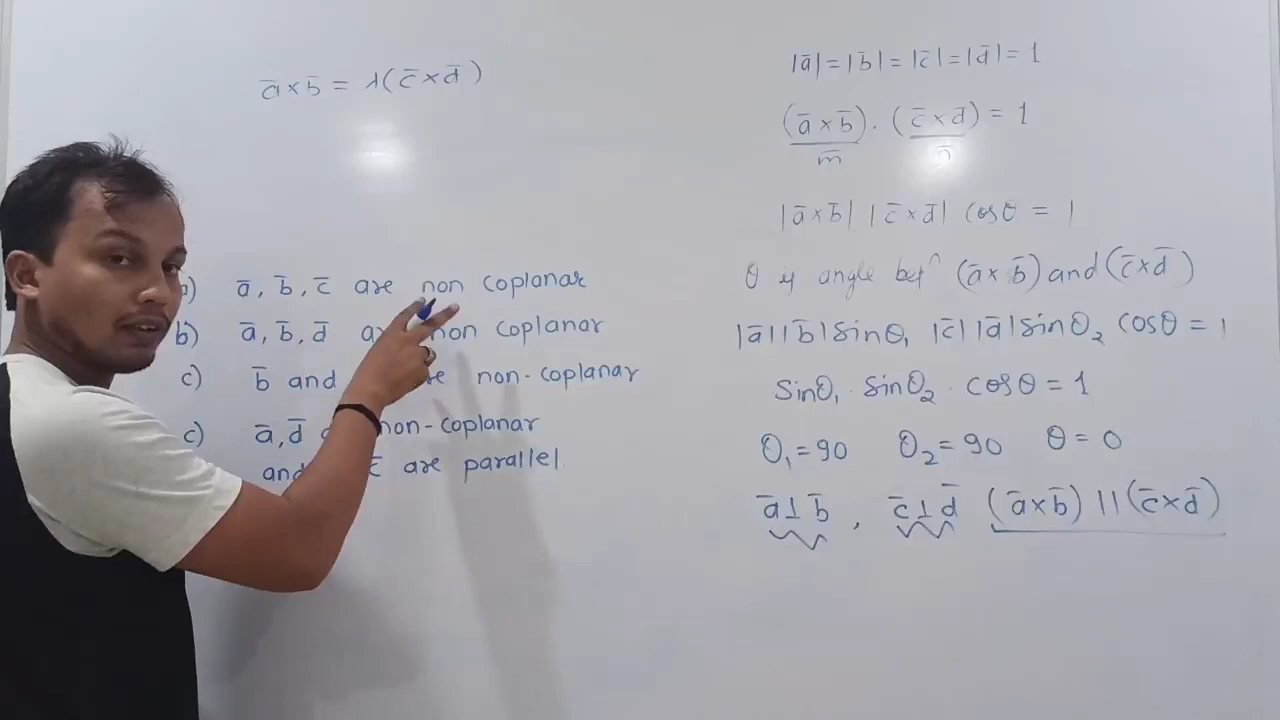 a̅ × b̅ = λ(c̅ × d̅)
a̅, b̅, c̅ are non coplanar
b) a̅, b̅, d̅ are non coplanar
c) b̅ and are non-coplanar
c) a̅, d̅ non-coplanar
and c̅ are parallel.
|a̅| = |b̅| = |c̅| = |d̅| = 1
(a̅ × b̅) . (c̅ × d̅) = 1
m̅ n̅
|a̅ × b̅| |c̅ × d̅| cosθ = 1
θ is angle betⁿ (a̅ × b̅) and (c̅ × d̅)
|a̅||b̅| sinθ₁ |c̅| |d̅| sinθ₂ cosθ = 1
sinθ₁ · sinθ₂ · cosθ = 1
θ₁ = 90 θ₂ = 90 θ = 0
a̅ ⊥ b̅ , c̅ ⊥ d̅ (a̅ × b̅) || (c̅ × d̅)